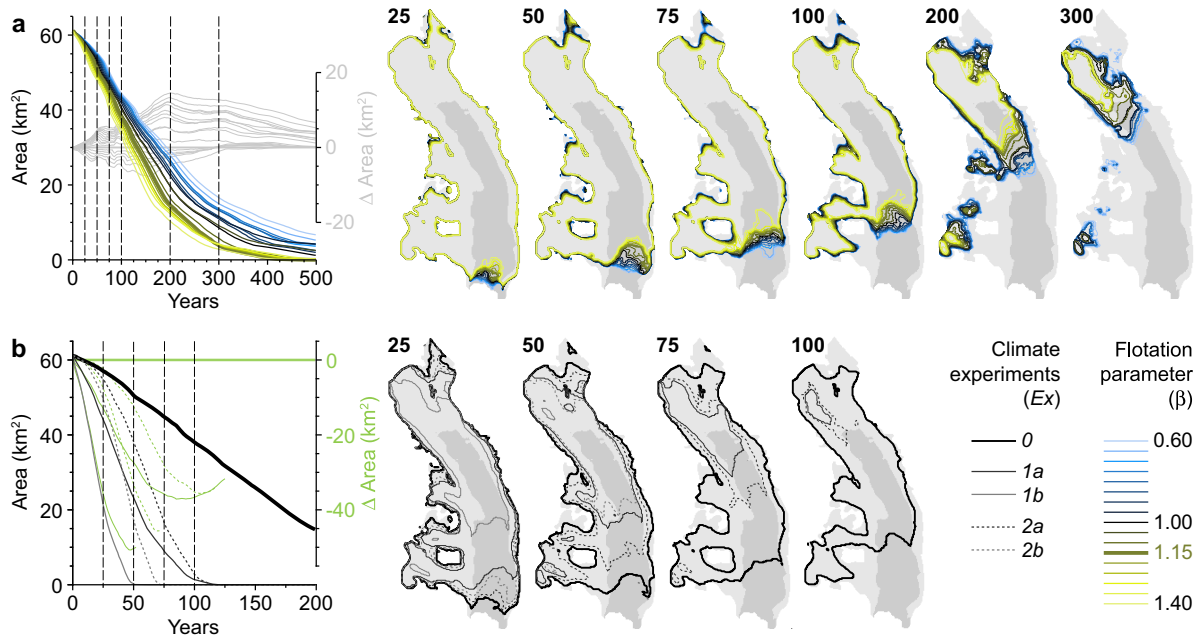 a
60
40
20
0
Area (km²)
20
0
-20
Δ Area (km²)
0
100
200
300
400
500
Years
25
50
75
100
200
300
b
60
40
20
0
Area (km²)
0
-20
-40
Δ Area (km²)
0
50
100
150
200
Years
25
50
75
100
Climate
experiments
(Ex)
0
1a
1b
2a
2b
Flotation
parameter
(β)
0.60
1.00
1.15
1.40